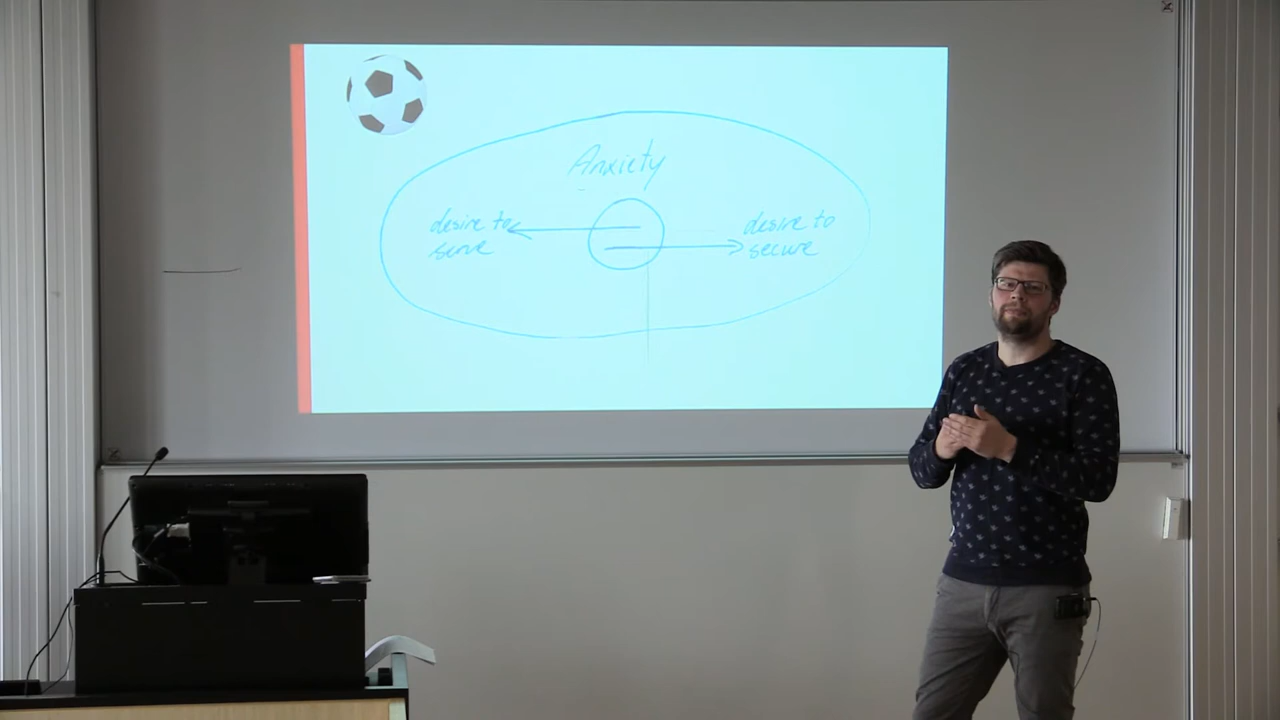 Anxiety
desire to
serve
desire to
secure